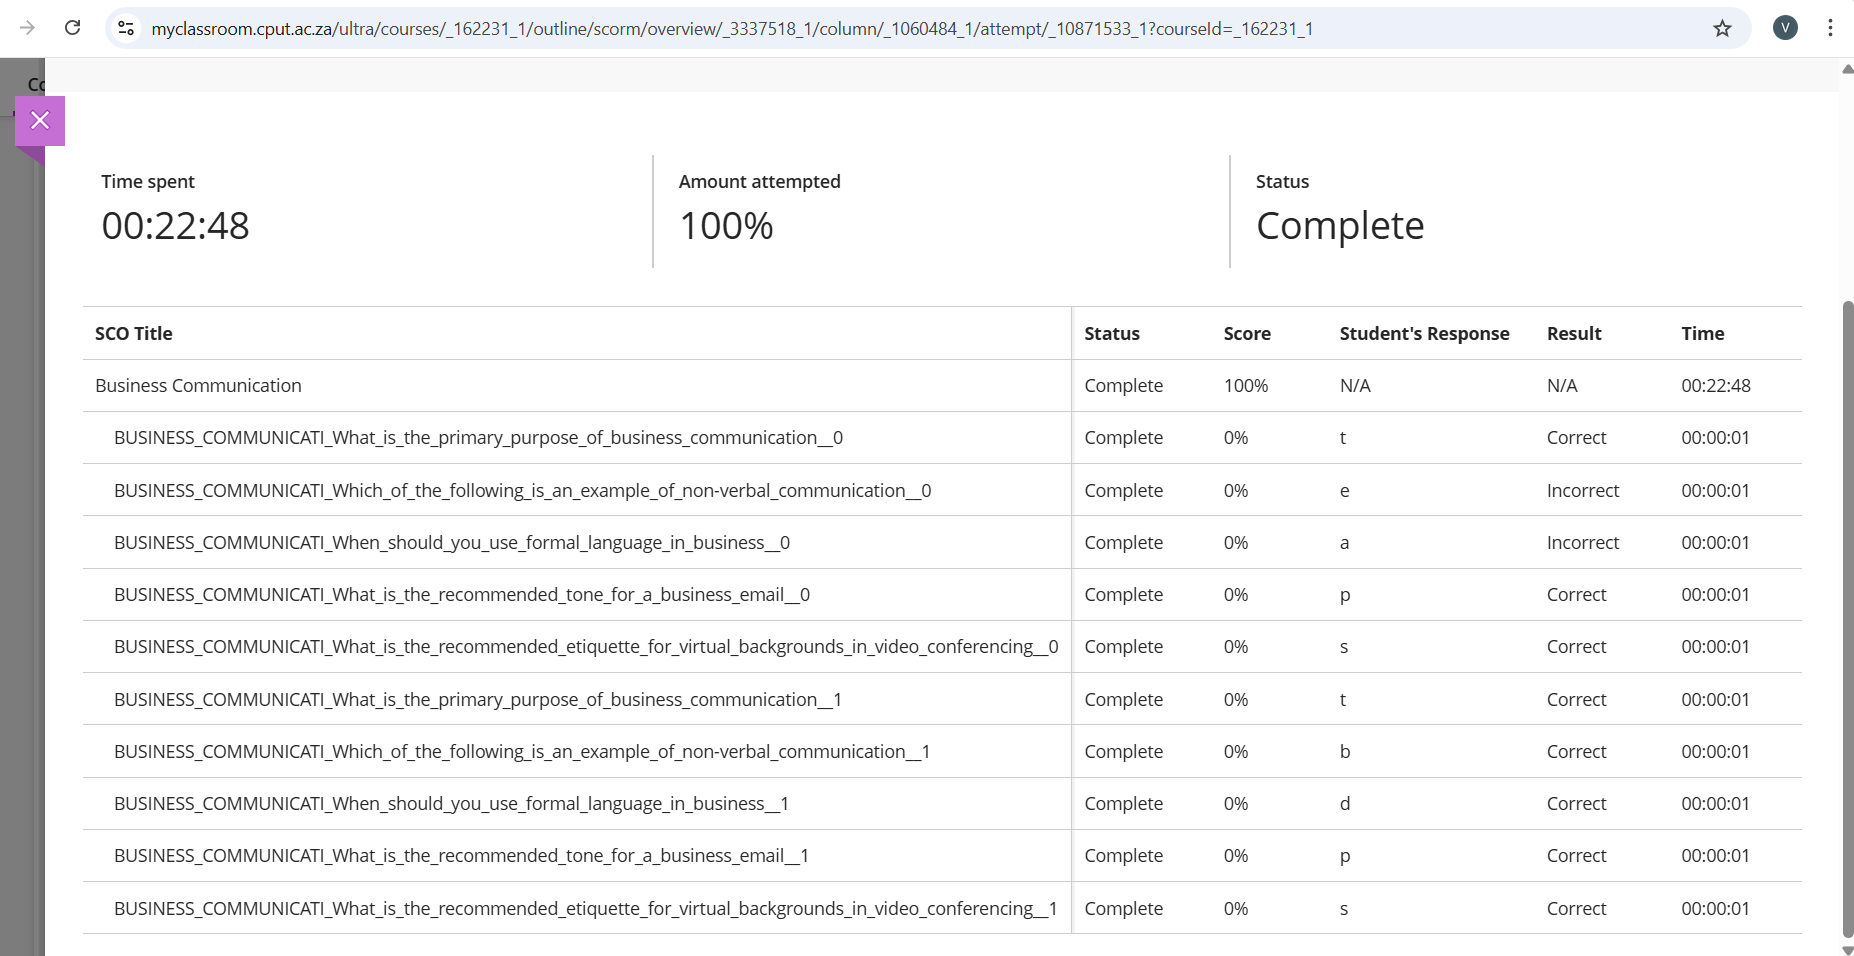 myclassroom.cput.ac.za/ultra/courses/_162231_1/outline/scorm/overview/_3337518_1/column/_1060484_1/attempt/_10871533_1?courseId=_162231_1
V
Time spent
00:22:48
Amount attempted
100%
Status
Complete
SCO Title Status Score Student's Response Result Time
Business Communication Complete 100% N/A N/A 00:22:48
BUSINESS_COMMUNICATI_What_is_the_primary_purpose_of_business_communication__0 Complete 0% t Correct 00:00:01
BUSINESS_COMMUNICATI_Which_of_the_following_is_an_example_of_non-verbal_communication__0 Complete 0% e Incorrect 00:00:01
BUSINESS_COMMUNICATI_When_should_you_use_formal_language_in_business__0 Complete 0% a Incorrect 00:00:01
BUSINESS_COMMUNICATI_What_is_the_recommended_tone_for_a_business_email__0 Complete 0% p Correct 00:00:01
BUSINESS_COMMUNICATI_What_is_the_recommended_etiquette_for_virtual_backgrounds_in_video_conferencing__0 Complete 0% s Correct 00:00:01
BUSINESS_COMMUNICATI_What_is_the_primary_purpose_of_business_communication__1 Complete 0% t Correct 00:00:01
BUSINESS_COMMUNICATI_Which_of_the_following_is_an_example_of_non-verbal_communication__1 Complete 0% b Correct 00:00:01
BUSINESS_COMMUNICATI_When_should_you_use_formal_language_in_business__1 Complete 0% d Correct 00:00:01
BUSINESS_COMMUNICATI_What_is_the_recommended_tone_for_a_business_email__1 Complete 0% p Correct 00:00:01
BUSINESS_COMMUNICATI_What_is_the_recommended_etiquette_for_virtual_backgrounds_in_video_conferencing__1 Complete 0% s Correct 00:00:01